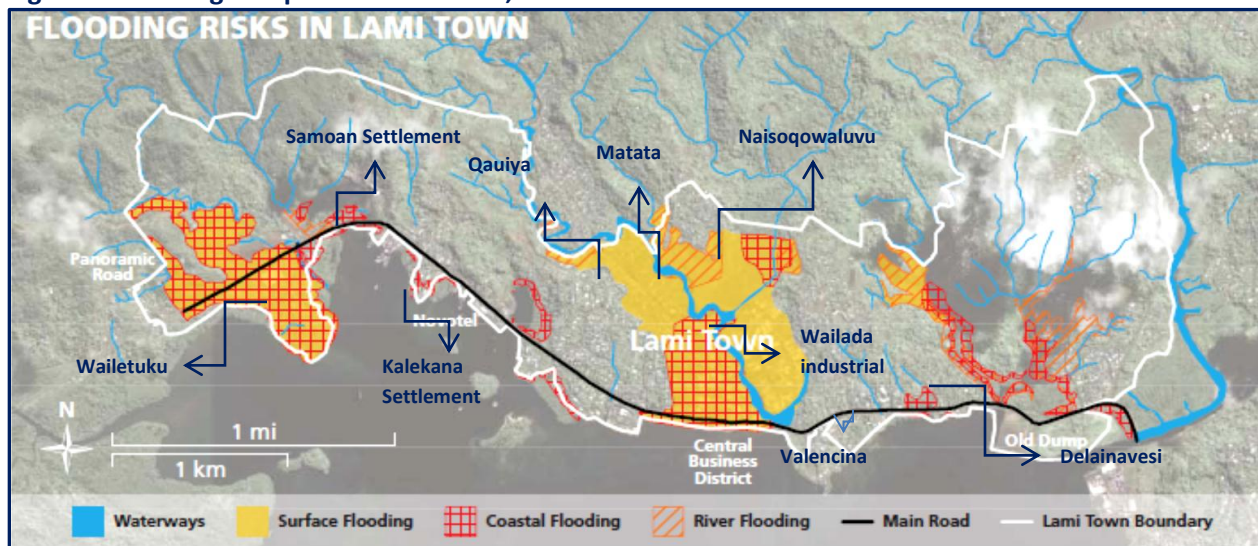 FLOODING RISKS IN LAMI TOWN
Samoan Settlement
Qauiya
Matata
Naisoqowaluvu
Panoramic
Road
Novotel
Lami Town
Wailada
industrial
Wailetuku
Kalekana
Settlement
N
1 mi
1 km
Central
Business
District
Valencina
Old Dump
Delainavesi
Waterways
Surface Flooding
Coastal Flooding
River Flooding
Main Road
Lami Town Boundary